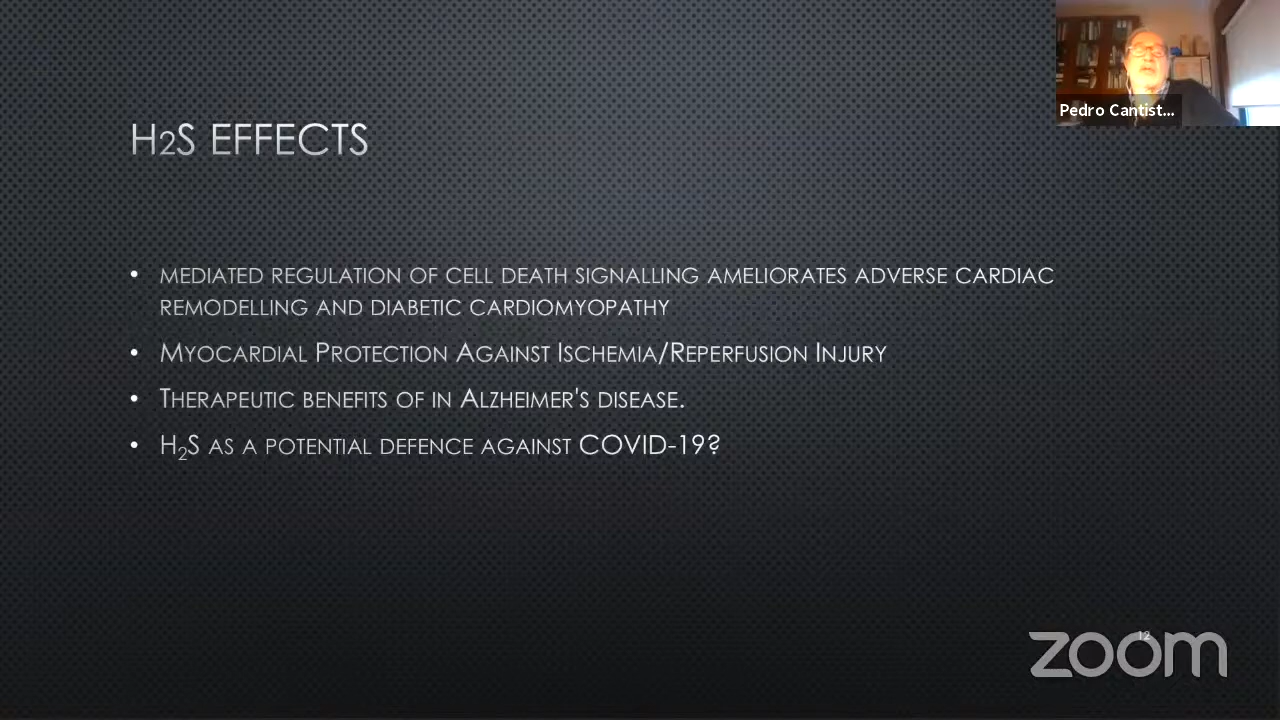 Pedro Cantist...
H2S EFFECTS
• MEDIATED REGULATION OF CELL DEATH SIGNALLING AMELIORATES ADVERSE CARDIAC
REMODELLING AND DIABETIC CARDIOMYOPATHY
• MYOCARDIAL PROTECTION AGAINST ISCHEMIA/REPERFUSION INJURY
• THERAPEUTIC BENEFITS OF IN ALZHEIMER'S DISEASE.
• H₂S AS A POTENTIAL DEFENCE AGAINST COVID-19?
12
zoom